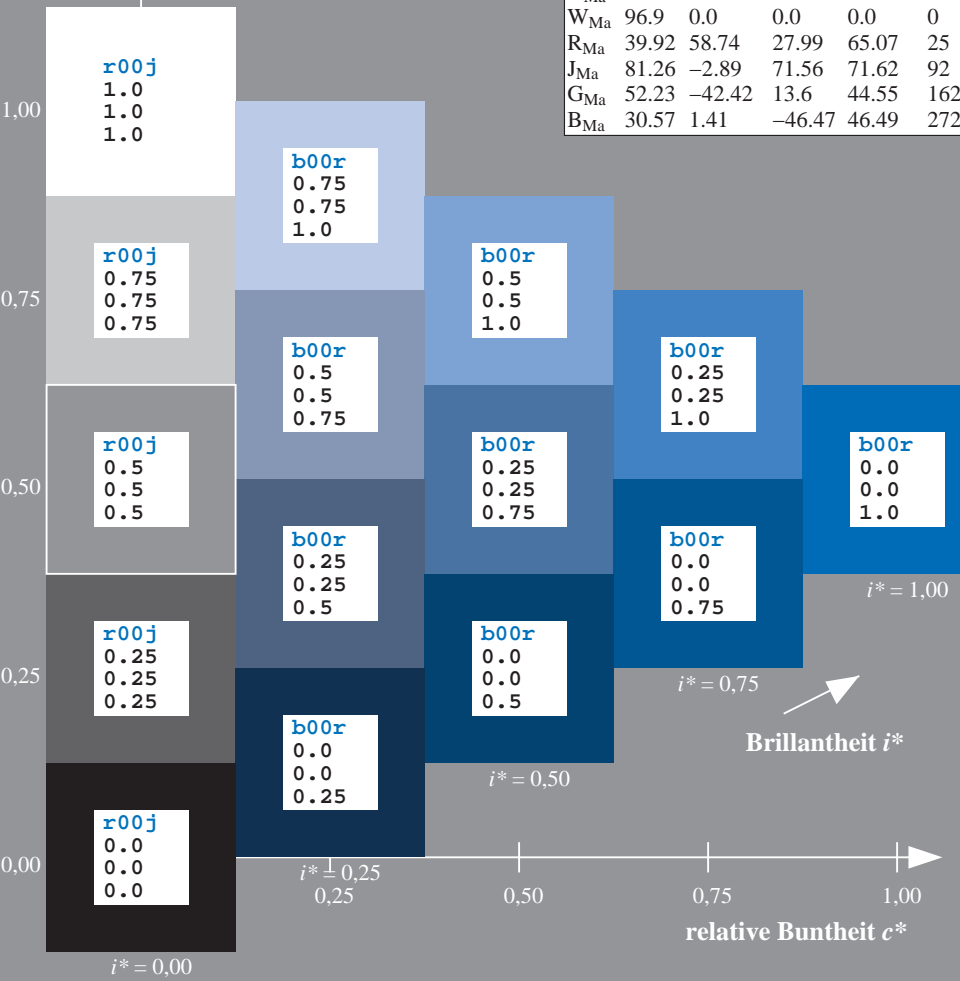 W_Ma 96.9 0.0 0.0 0.0 0
R_Ma 39.92 58.74 27.99 65.07 25
J_Ma 81.26 –2.89 71.56 71.62 92
G_Ma 52.23 –42.42 13.6 44.55 162
B_Ma 30.57 1.41 –46.47 46.49 272
1,00
r00j
1.0
1.0
1.0
b00r
0.75
0.75
1.0
0,75
r00j
0.75
0.75
0.75
b00r
0.5
0.5
1.0
b00r
0.5
0.5
0.75
b00r
0.25
0.25
1.0
0,50
r00j
0.5
0.5
0.5
b00r
0.25
0.25
0.75
b00r
0.0
0.0
1.0
b00r
0.25
0.25
0.5
b00r
0.0
0.0
0.75
i* = 1,00
0,25
r00j
0.25
0.25
0.25
b00r
0.0
0.0
0.5
i* = 0,75
b00r
0.0
0.0
0.25
Brillantheit i*
i* = 0,50
0,00
r00j
0.0
0.0
0.0
i* = 0,25
0,25 0,50 0,75 1,00
relative Buntheit c*
i* = 0,00